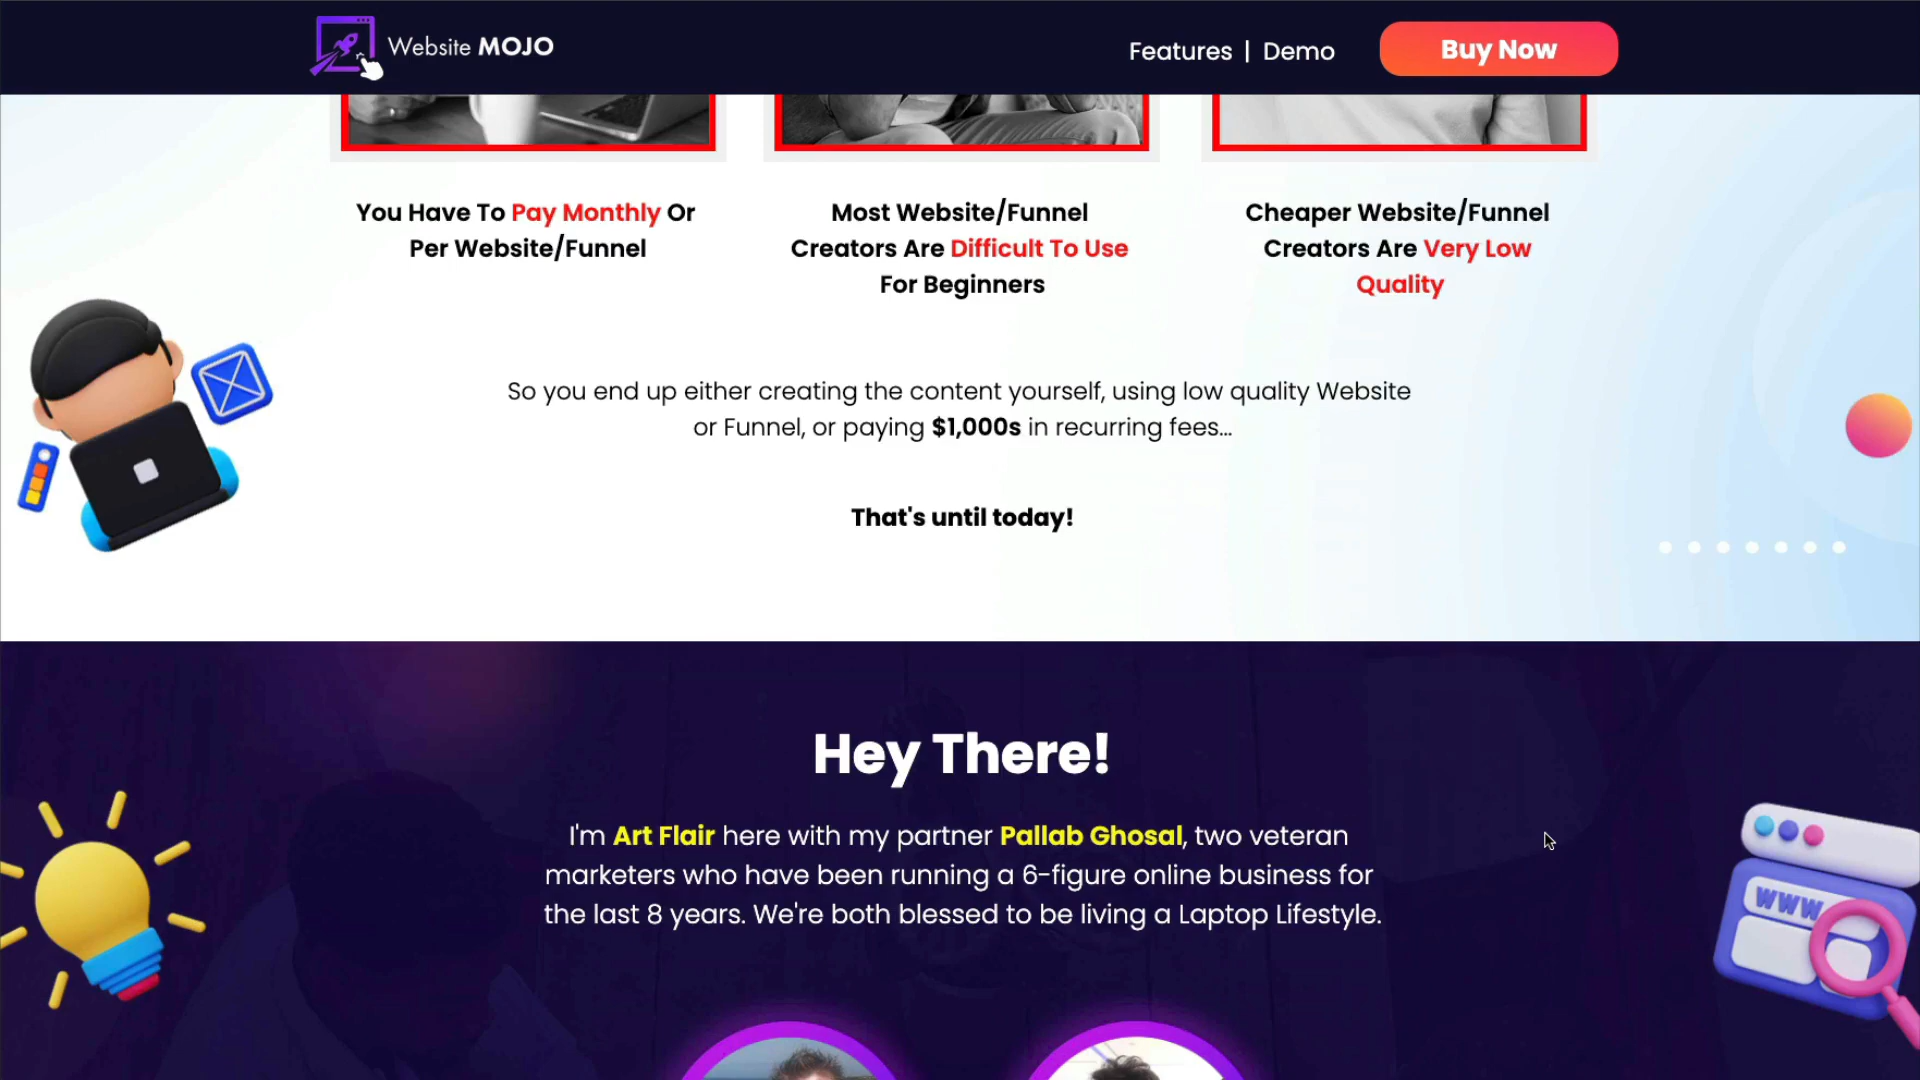 Website MOJO
Features | Demo
Buy Now
You Have To Pay Monthly Or
Per Website/Funnel
Most Website/Funnel
Creators Are Difficult To Use
For Beginners
Cheaper Website/Funnel
Creators Are Very Low
Quality
So you end up either creating the content yourself, using low quality Website
or Funnel, or paying $1,000s in recurring fees...
That's until today!
Hey There!
I'm Art Flair here with my partner Pallab Ghosal, two veteran
marketers who have been running a 6-figure online business for
the last 8 years. We're both blessed to be living a Laptop Lifestyle.
WWW